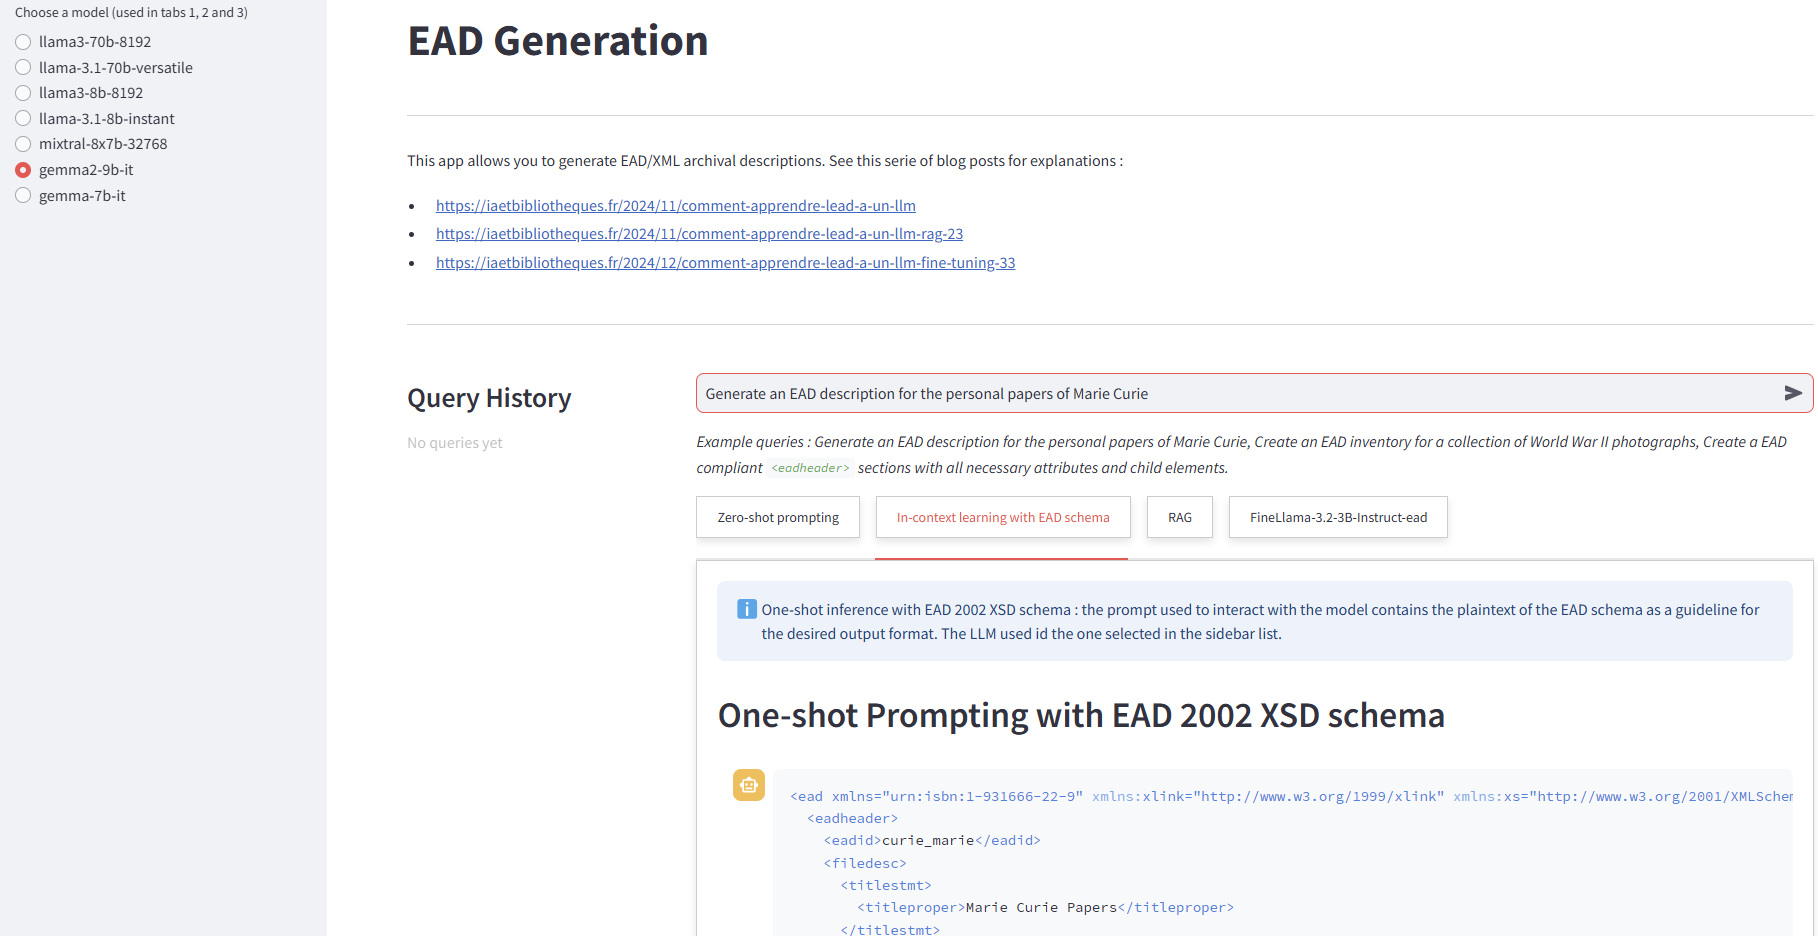 Choose a model (used in tabs 1, 2 and 3)
llama3-70b-8192
llama-3.1-70b-versatile
llama3-8b-8192
llama-3.1-8b-instant
mixtral-8x7b-32768
gemma2-9b-it
gemma-7b-it
EAD Generation
This app allows you to generate EAD/XML archival descriptions. See this serie of blog posts for explanations :
https://iaetbibliotheques.fr/2024/11/comment-apprendre-lead-a-un-llm
https://iaetbibliotheques.fr/2024/11/comment-apprendre-lead-a-un-llm-rag-23
https://iaetbibliotheques.fr/2024/12/comment-apprendre-lead-a-un-llm-fine-tuning-33
Query History
No queries yet
Generate an EAD description for the personal papers of Marie Curie
Example queries : Generate an EAD description for the personal papers of Marie Curie, Create an EAD inventory for a collection of World War II photographs, Create a EAD
compliant <eadheader> sections with all necessary attributes and child elements.
Zero-shot prompting
In-context learning with EAD schema
RAG
FineLlama-3.2-3B-Instruct-ead
One-shot inference with EAD 2002 XSD schema : the prompt used to interact with the model contains the plaintext of the EAD schema as a guideline for
the desired output format. The LLM used id the one selected in the sidebar list.
One-shot Prompting with EAD 2002 XSD schema
<ead xmlns="urn:isbn:1-931666-22-9" xmlns:xlink="http://www.w3.org/1999/xlink" xmlns:xs="http://www.w3.org/2001/XMLSchem
<eadheader>
<eadid>curie_marie</eadid>
<filedesc>
<titlestmt>
<titleproper>Marie Curie Papers</titleproper>
</titlestmt>